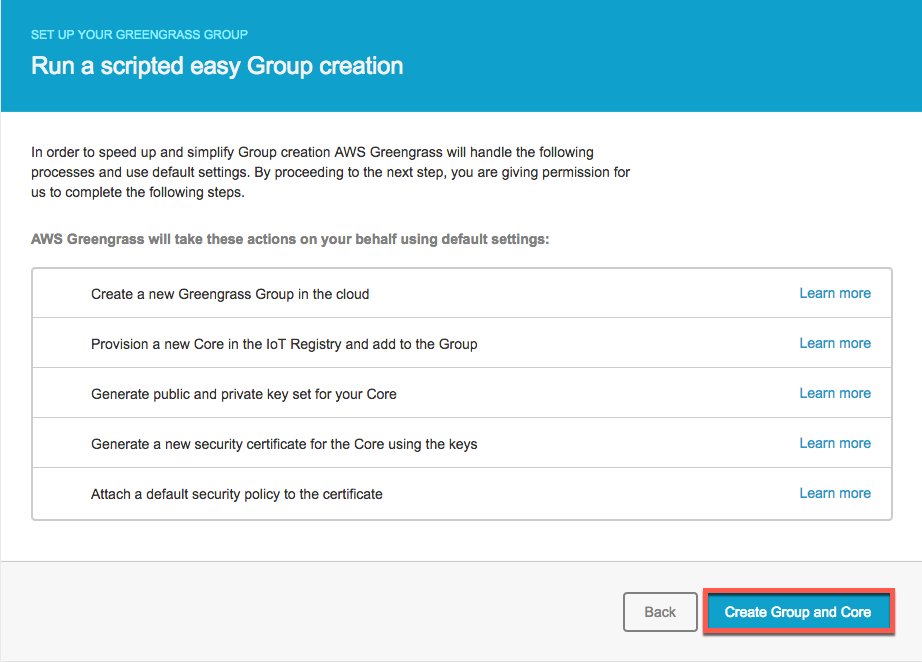 SET UP YOUR GREENGRASS GROUP
Run a scripted easy Group creation
In order to speed up and simplify Group creation AWS Greengrass will handle the following
processes and use default settings. By proceeding to the next step, you are giving permission for
us to complete the following steps.
AWS Greengrass will take these actions on your behalf using default settings:
Create a new Greengrass Group in the cloud Learn more
Provision a new Core in the IoT Registry and add to the Group Learn more
Generate public and private key set for your Core Learn more
Generate a new security certificate for the Core using the keys Learn more
Attach a default security policy to the certificate Learn more
Back Create Group and Core